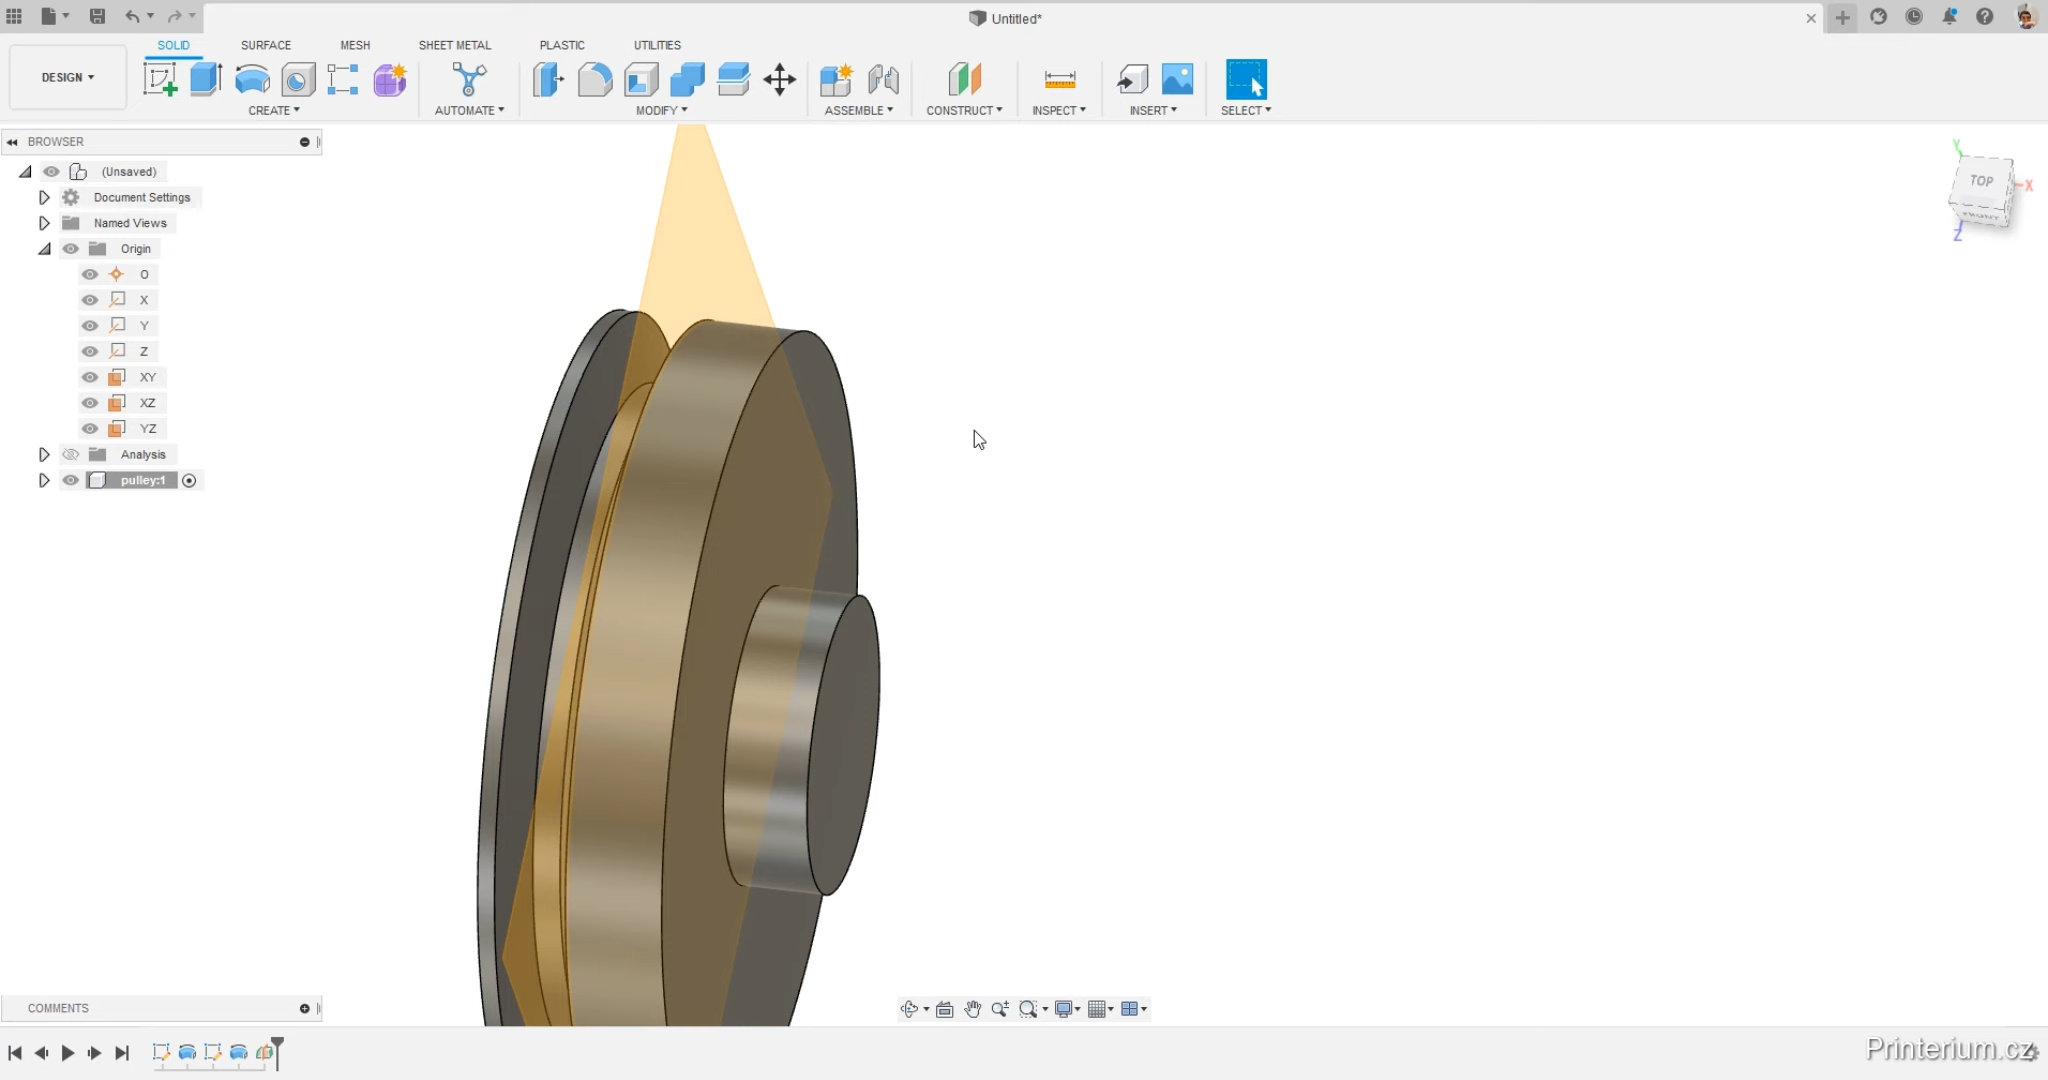 Untitled*
SOLID SURFACE MESH SHEET METAL PLASTIC UTILITIES
DESIGN
CREATE AUTOMATE MODIFY ASSEMBLE CONSTRUCT INSPECT INSERT SELECT
BROWSER
(Unsaved)
Document Settings
Named Views
Origin
O
X
Y
Z
XY
XZ
YZ
Analysis
pulley:1
Y
TOP
X
FRONT
Z
COMMENTS
Printerium.cz